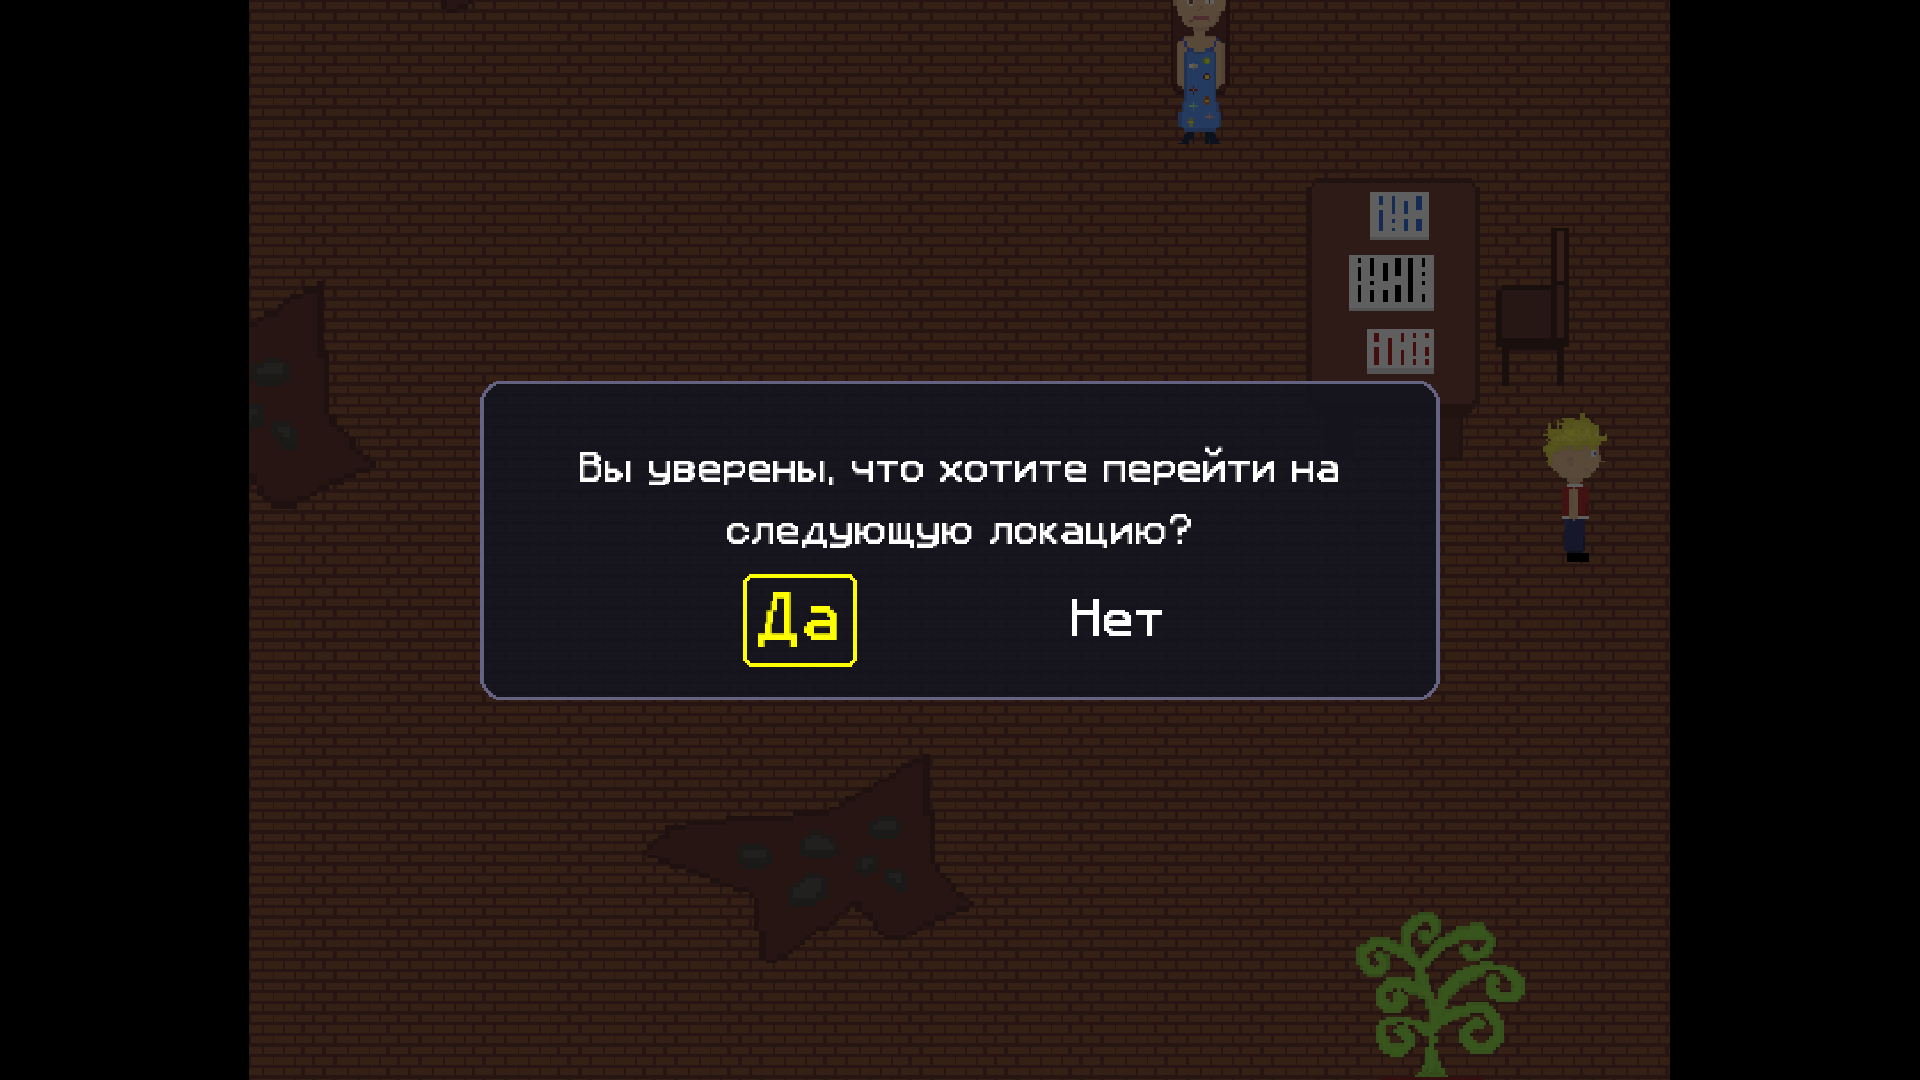 Вы уверены, что хотите перейти на
следующую локацию?
Да Нет